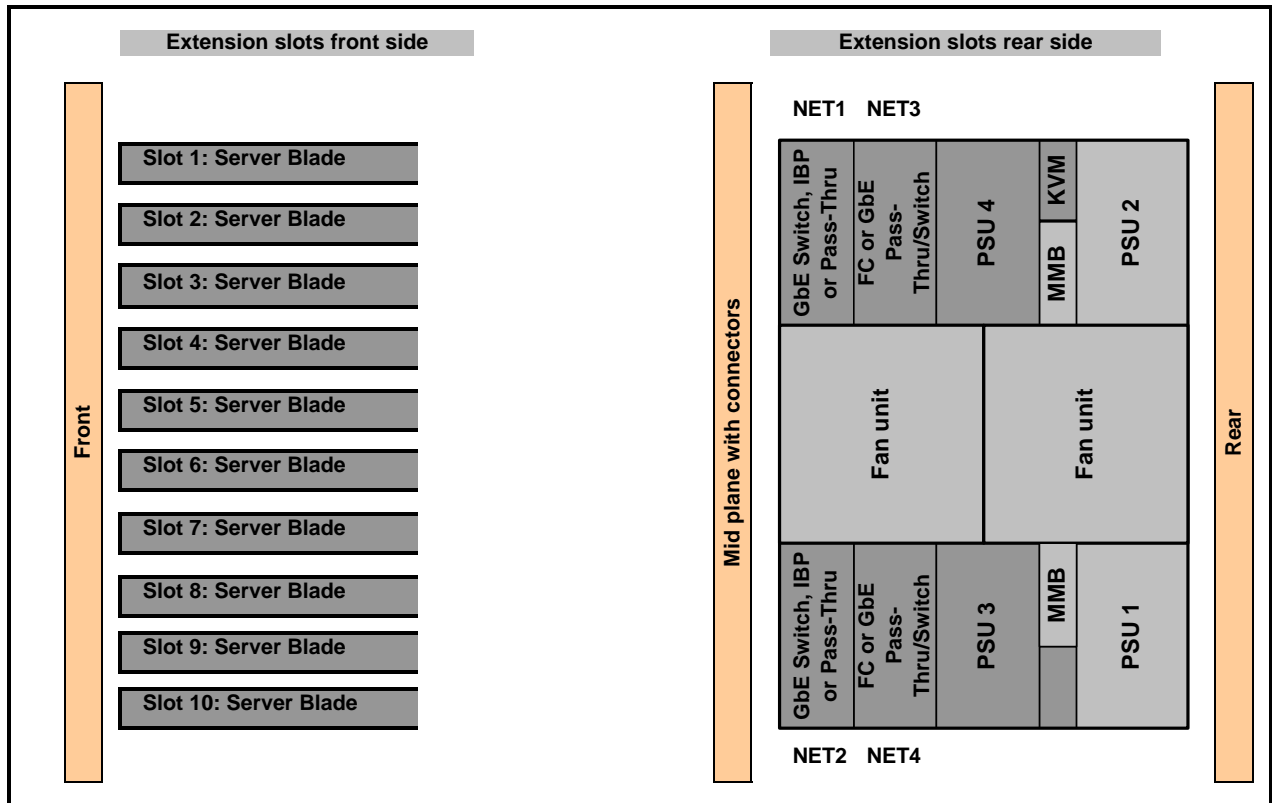 Extension slots front side
Extension slots rear side
Front
Slot 1: Server Blade
Slot 2: Server Blade
Slot 3: Server Blade
Slot 4: Server Blade
Slot 5: Server Blade
Slot 6: Server Blade
Slot 7: Server Blade
Slot 8: Server Blade
Slot 9: Server Blade
Slot 10: Server Blade
Mid plane with connectors
NET1
NET3
GbE Switch, IBP
or Pass-Thru
FC or GbE
Pass-
Thru/Switch
PSU 4
KVM
MMB
PSU 2
Fan unit
Fan unit
GbE Switch, IBP
or Pass-Thru
FC or GbE
Pass-
Thru/Switch
PSU 3
MMB
PSU 1
NET2
NET4
Rear